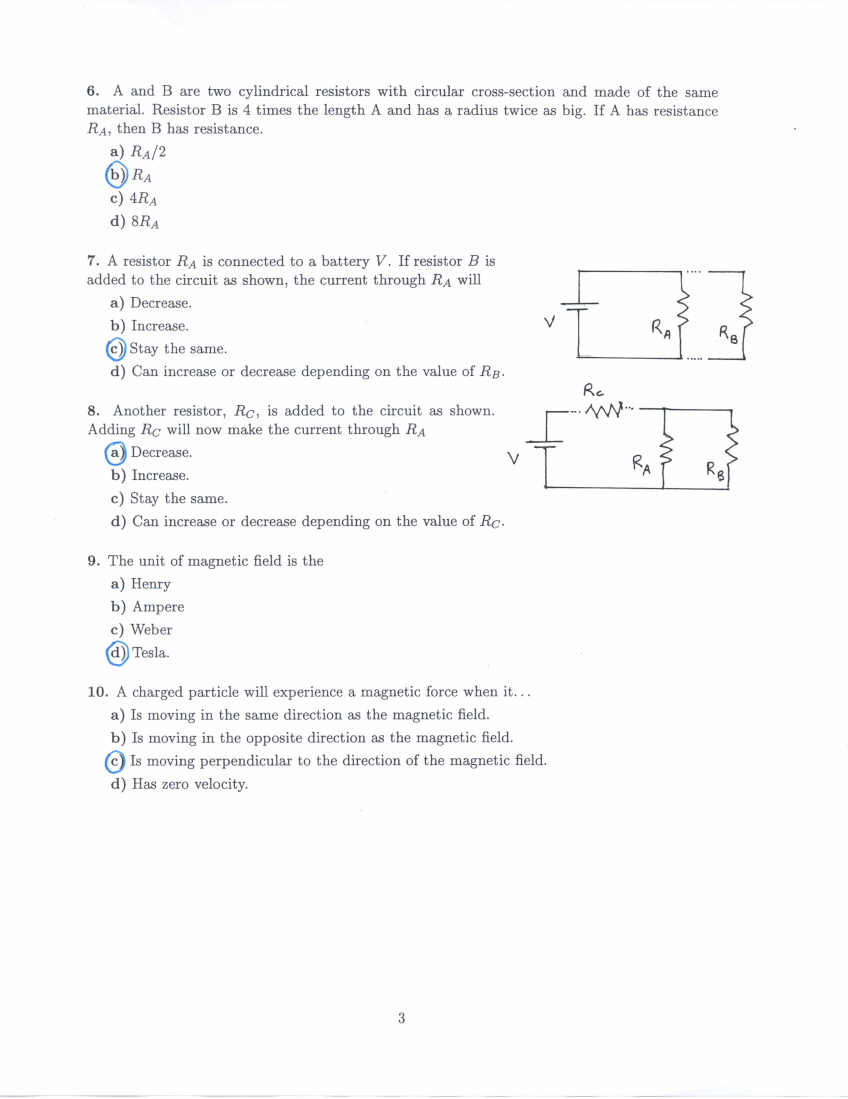 6. A and B are two cylindrical resistors with circular cross-section and made of the same
material. Resistor B is 4 times the length A and has a radius twice as big. If A has resistance
R_A, then B has resistance.
a) R_A/2
b) R_A
c) 4R_A
d) 8R_A
7. A resistor R_A is connected to a battery V. If resistor B is
added to the circuit as shown, the current through R_A will
a) Decrease.
b) Increase.
c) Stay the same.
d) Can increase or decrease depending on the value of R_B.
V
R_A
R_B
8. Another resistor, R_C, is added to the circuit as shown.
Adding R_C will now make the current through R_A
a) Decrease.
b) Increase.
c) Stay the same.
d) Can increase or decrease depending on the value of R_C.
R_c
V
R_A
R_B
9. The unit of magnetic field is the
a) Henry
b) Ampere
c) Weber
d) Tesla.
10. A charged particle will experience a magnetic force when it...
a) Is moving in the same direction as the magnetic field.
b) Is moving in the opposite direction as the magnetic field.
c) Is moving perpendicular to the direction of the magnetic field.
d) Has zero velocity.
3